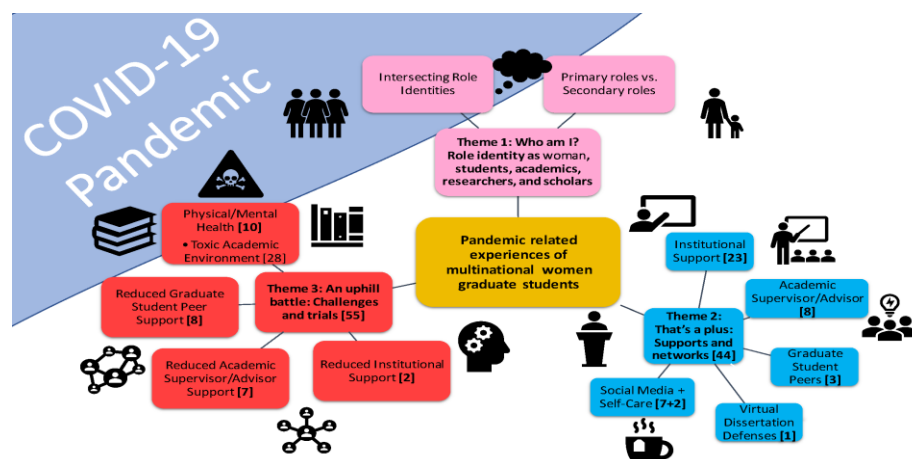 COVID-19
Pandemic
Intersecting Role
Identities
Primary roles vs.
Secondary roles
Theme 1: Who am I?
Role identity as woman,
students, academics,
researchers, and scholars
Physical/Mental
Health [10]
• Toxic Academic
Environment [28]
Pandemic related
experiences of
multinational women
graduate students
Institutional
Support [23]
Reduced Graduate
Student Peer
Support [8]
Theme 3: An uphill
battle: Challenges
and trials [55]
Academic
Supervisor/Advisor
[8]
Theme 2:
That's a plus:
Supports and
networks [44]
Reduced Academic
Supervisor/Advisor
Support [7]
Reduced Institutional
Support [2]
Graduate
Student
Peers [3]
Social Media +
Self-Care [7+2]
Virtual
Dissertation
Defenses [1]